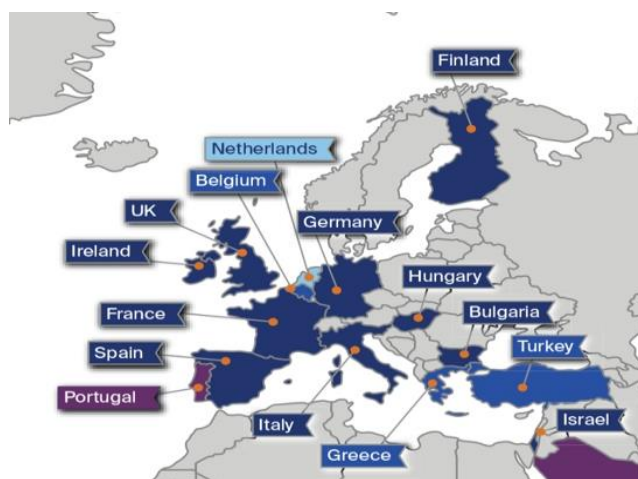 Finland
Netherlands
Belgium
UK
Germany
Ireland
Hungary
France
Bulgaria
Spain
Turkey
Portugal
Italy
Israel
Greece